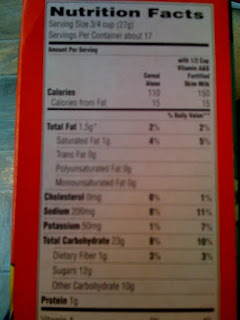 Nutrition Facts
Serving Size 3/4 cup (27g)
Servings Per Container about 17
Amount Per Serving
Cereal Alone with 1/2 Cup Vitamin A&D Fortified Skim Milk
Calories 110 150
Calories from Fat 15 15
% Daily Value**
Total Fat 1.5g* 2% 2%
Saturated Fat 1g 4% 5%
Trans Fat 0g
Polyunsaturated Fat 0g
Monounsaturated Fat 0g
Cholesterol 0mg 0% 1%
Sodium 200mg 8% 11%
Potassium 50mg 1% 7%
Total Carbohydrate 23g 8% 10%
Dietary Fiber 1g 3% 3%
Sugars 12g
Other Carbohydrate 10g
Protein 1g